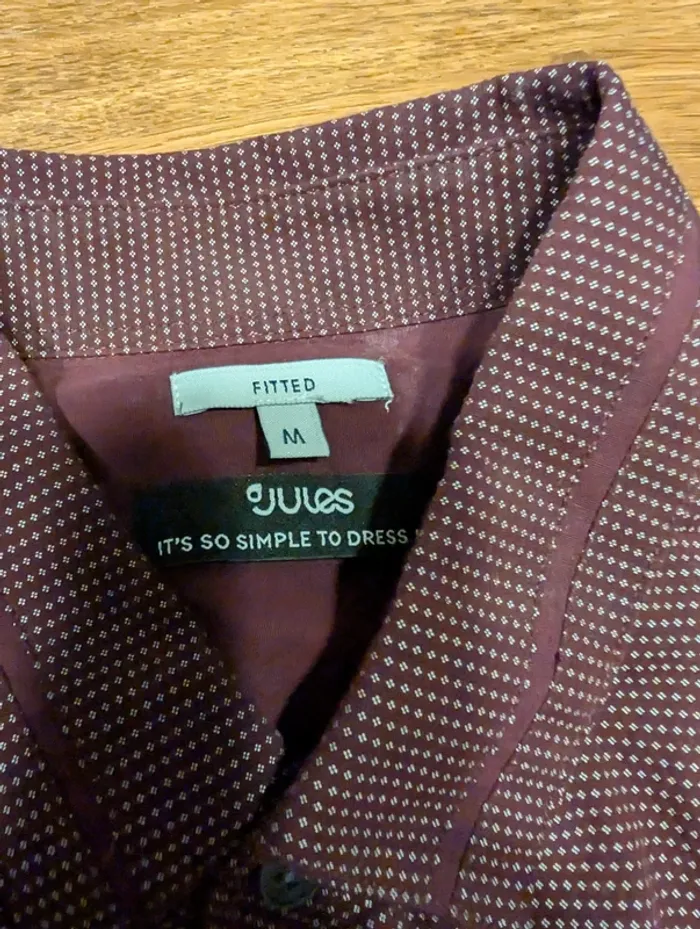 FITTED
M
JULES
IT'S SO SIMPLE TO DRESS